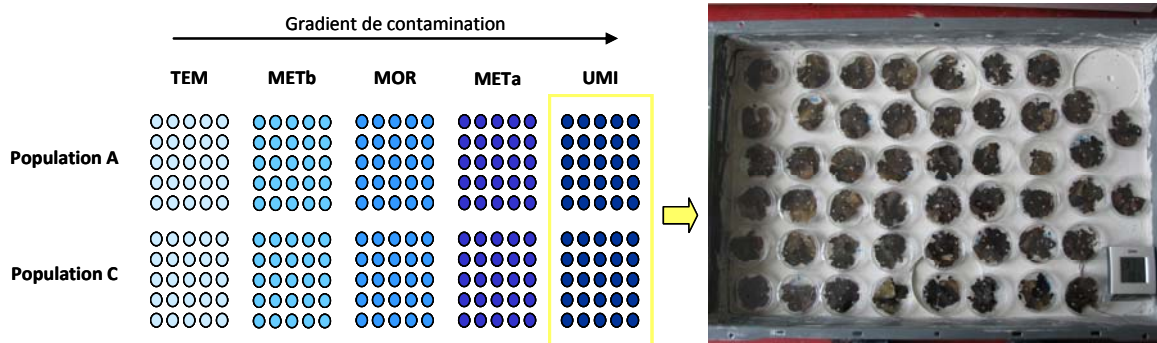 Gradient de contamination
TEM METb MOR METa UMI
Population A
Population C